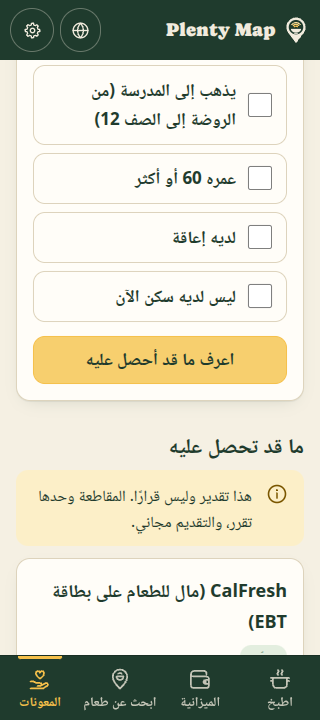 Plenty Map
يذهب إلى المدرسة (من
الروضة إلى الصف 12)
عمره 60 أو أكثر
لديه إعاقة
ليس لديه سكن الآن
اعرف ما قد أحصل عليه
ما قد تحصل عليه
هذا تقدير وليس قرارًا. المقاطعة وحدها
تقرر، والتقديم مجاني.
CalFresh (مال للطعام على بطاقة
EBT)
اطبخ
الميزانية
ابحث عن طعام
المعونات